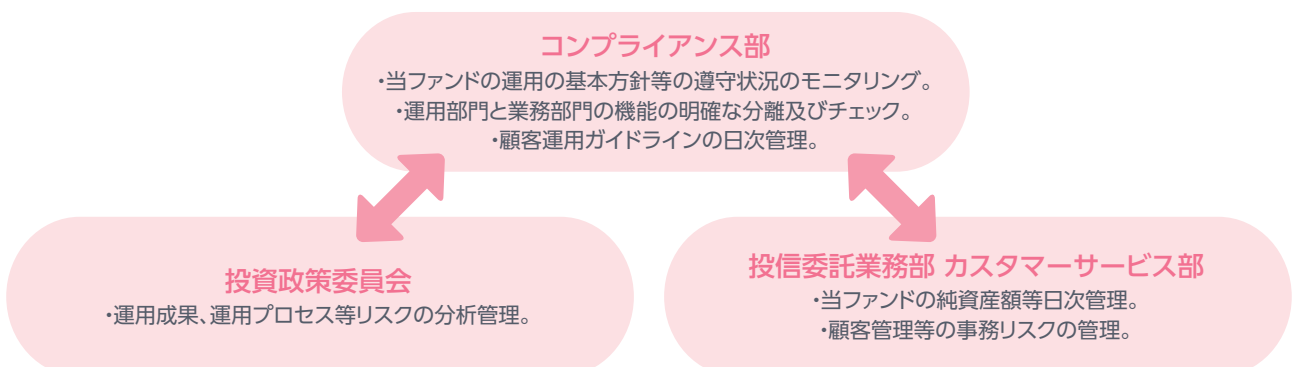 コンプライアンス部
・当ファンドの運用の基本方針等の遵守状況のモニタリング。
・運用部門と業務部門の機能の明確な分離及びチェック。
・顧客運用ガイドラインの日次管理。
投資政策委員会
・運用成果、運用プロセス等リスクの分析管理。
投信委託業務部 カスタマーサービス部
・当ファンドの純資産額等日次管理。
・顧客管理等の事務リスクの管理。